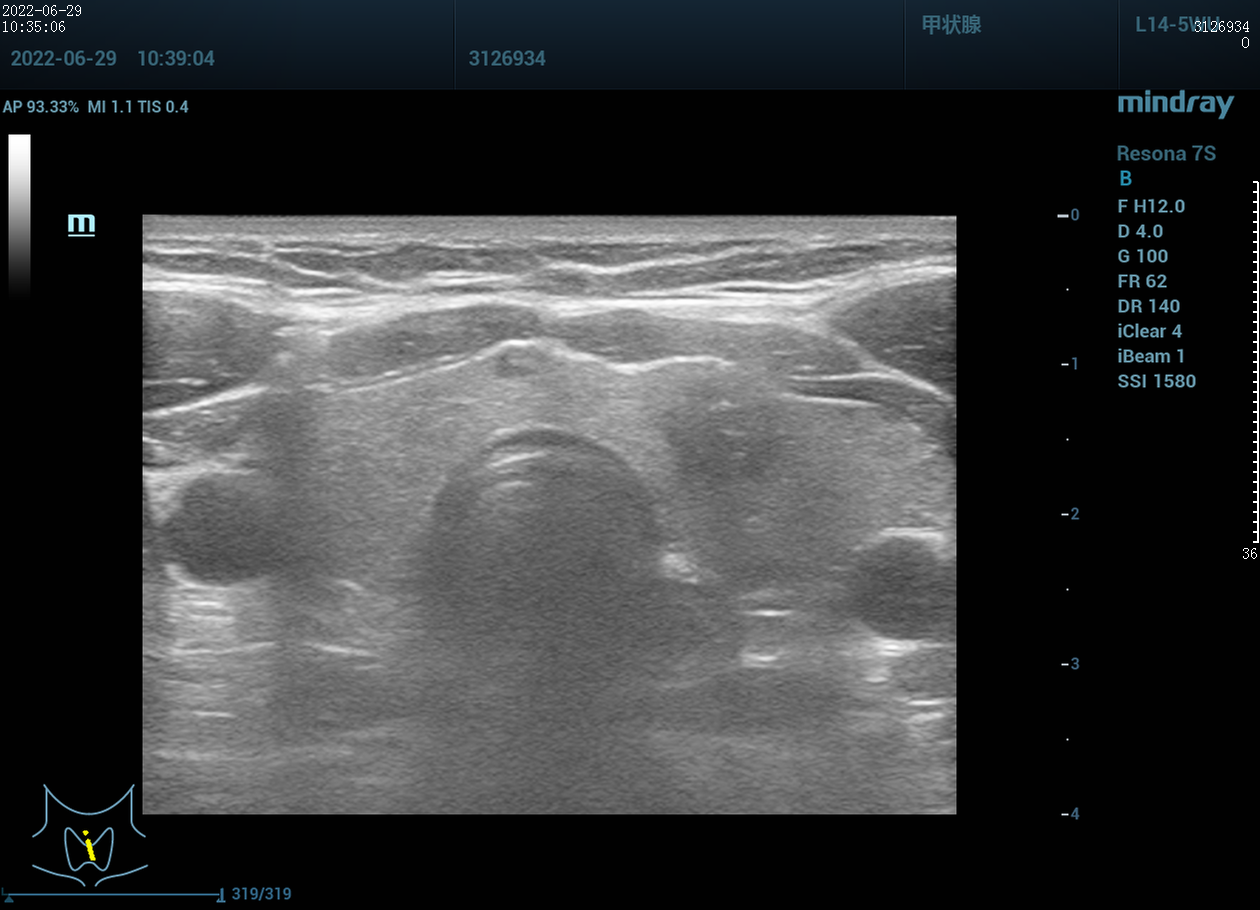 2022-06-29
10:35:06
甲状腺
3126934
0
2022-06-29 10:39:04
3126934
AP 93.33% MI 1.1 TIS 0.4
mindray
Resona 7S
B
F H12.0
D 4.0
G 100
FR 62
DR 140
iClear 4
iBeam 1
SSI 1580
m
0
1
2
3
4
36
319/319